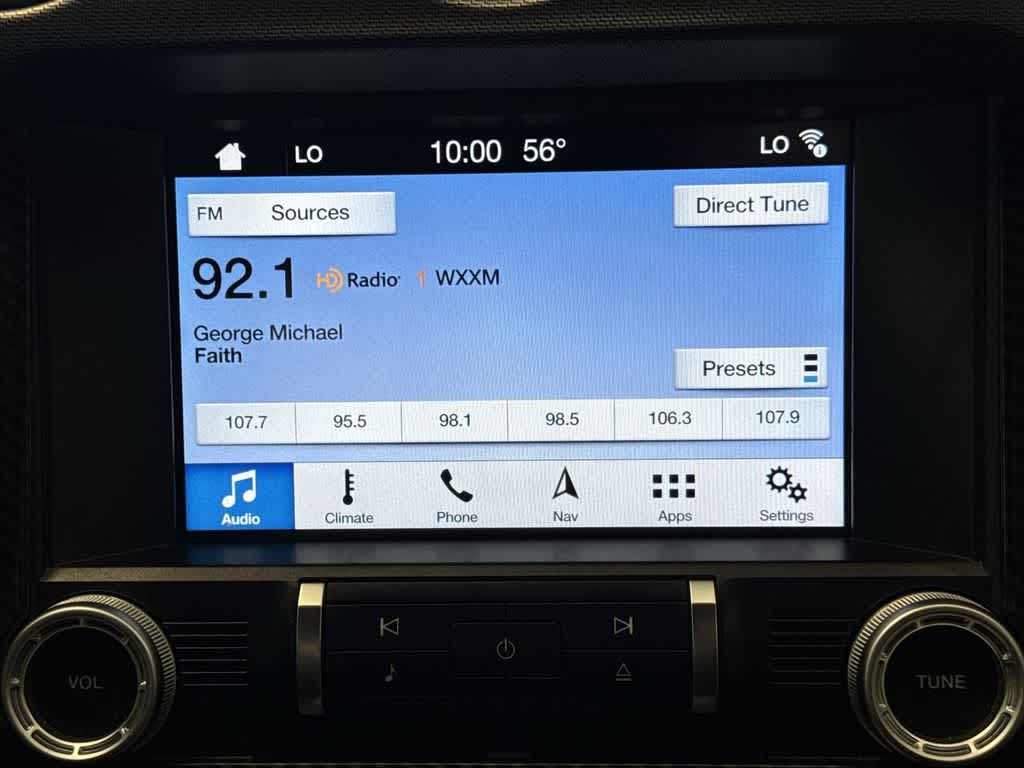 LO 10:00 56° LO
FM Sources Direct Tune
92.1 HD Radio 1 WXXM
George Michael
Faith
Presets
107.7 95.5 98.1 98.5 106.3 107.9
Audio Climate Phone Nav Apps Settings
VOL TUNE